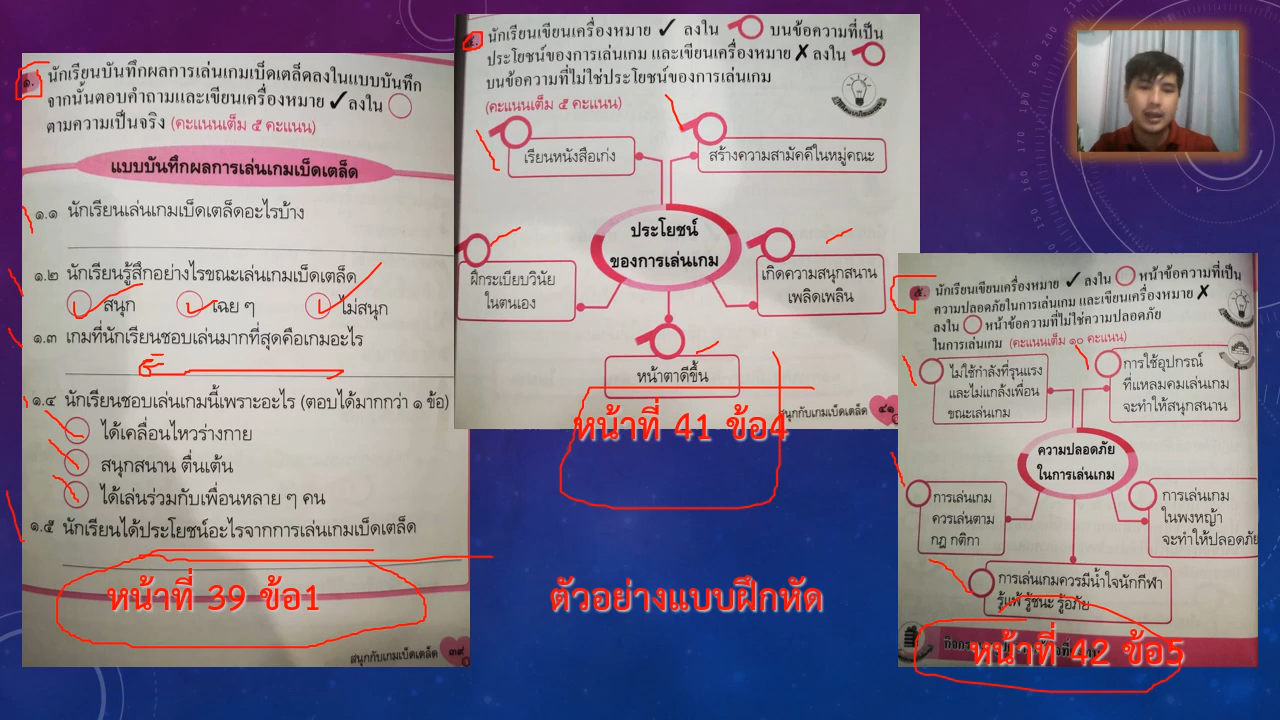 ๑. นักเรียนบันทึกผลการเล่นเกมเบ็ดเตล็ดลงในแบบบันทึก
จากนั้นตอบคำถามและเขียนเครื่องหมาย ✓ ลงใน
ตามความเป็นจริง (คะแนนเต็ม ๕ คะแนน)
แบบบันทึกผลการเล่นเกมเบ็ดเตล็ด
๑.๑ นักเรียนเล่นเกมเบ็ดเตล็ดอะไรบ้าง
๑.๒ นักเรียนรู้สึกอย่างไรขณะเล่นเกมเบ็ดเตล็ด
สนุก เฉย ๆ ไม่สนุก
๑.๓ เกมที่นักเรียนชอบเล่นมากที่สุดคือเกมอะไร
๑.๔ นักเรียนชอบเล่นเกมนี้เพราะอะไร (ตอบได้มากกว่า ๑ ข้อ)
ได้เคลื่อนไหวร่างกาย
สนุกสนาน ตื่นเต้น
ได้เล่นร่วมกับเพื่อนหลาย ๆ คน
๑.๕ นักเรียนได้ประโยชน์อะไรจากการเล่นเกมเบ็ดเตล็ด
หน้าที่ 39 ข้อ1
สนุกกับเกมเบ็ดเตล็ด ๓๙
๔. นักเรียนเขียนเครื่องหมาย ✓ ลงใน บนข้อความที่เป็น
ประโยชน์ของการเล่นเกม และเขียนเครื่องหมาย ✗ ลงใน
บนข้อความที่ไม่ใช่ประโยชน์ของการเล่นเกม
(คะแนนเต็ม ๕ คะแนน)
เรียนหนังสือเก่ง
สร้างความสามัคคีในหมู่คณะ
ประโยชน์
ของการเล่นเกม
ฝึกระเบียบวินัย
ในตนเอง
เกิดความสนุกสนาน
เพลิดเพลิน
หน้าตาดีขึ้น
สนุกกับเกมเบ็ดเตล็ด ๔๑
หน้าที่ 41 ข้อ4
ตัวอย่างแบบฝึกหัด
๕. นักเรียนเขียนเครื่องหมาย ✓ ลงใน หน้าข้อความที่เป็น
ความปลอดภัยในการเล่นเกม และเขียนเครื่องหมาย ✗
ลงใน หน้าข้อความที่ไม่ใช่ความปลอดภัย
ในการเล่นเกม (คะแนนเต็ม ๑๐ คะแนน)
ไม่ใช้กำลังที่รุนแรง
และไม่แกล้งเพื่อน
ขณะเล่นเกม
การใช้อุปกรณ์
ที่แหลมคมเล่นเกม
จะทำให้สนุกสนาน
ความปลอดภัย
ในการเล่นเกม
การเล่นเกม
ควรเล่นตาม
กฎ กติกา
การเล่นเกม
ในพงหญ้า
จะทำให้ปลอดภัย
การเล่นเกมควรมีน้ำใจนักกีฬา
รู้แพ้ รู้ชนะ รู้อภัย
หน้าที่ 42 ข้อ5